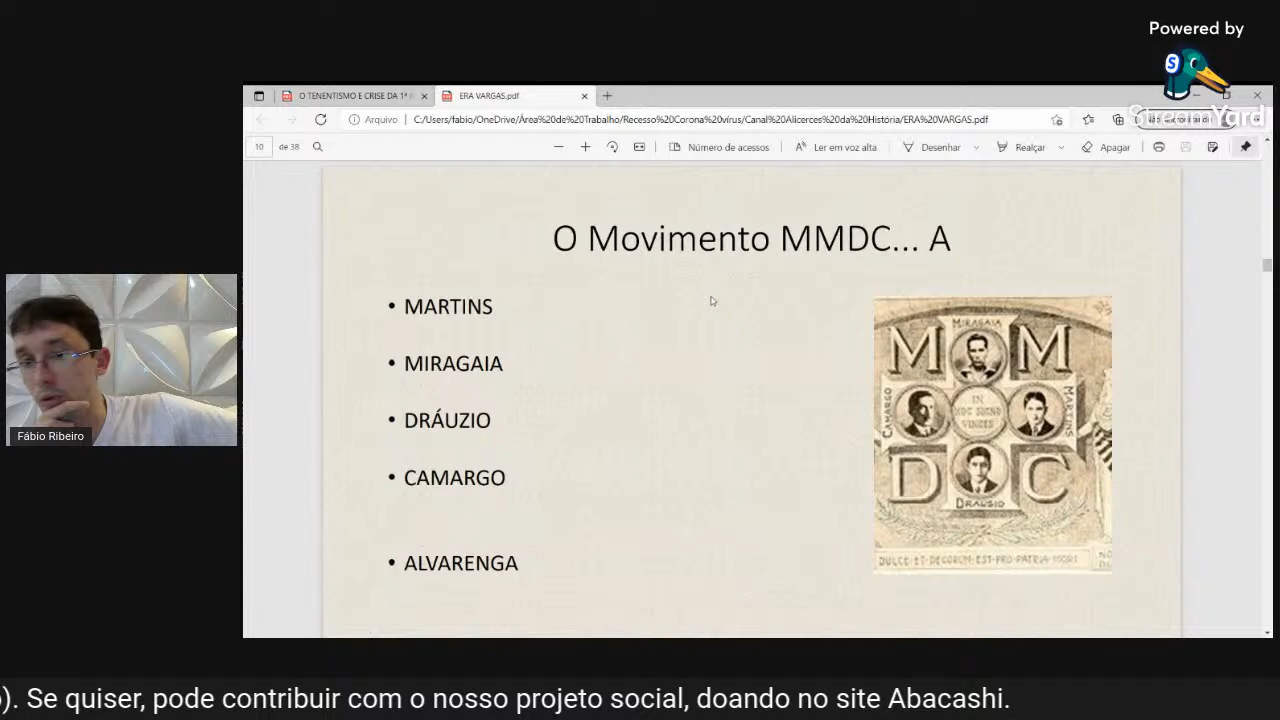 Powered by
S
StreamYard
O TENENTISMO E CRISE DA 1ª
ERA VARGAS.pdf
Arquivo
C:/Users/fabio/OneDrive/Área%20de%20Trabalho/Recesso%20Corona%20vírus/Canal%20Alicerces%20da%20História/ERA%20VARGAS.pdf
10 de 38
Número de acessos
Ler em voz alta
Desenhar
Realçar
Apagar
O Movimento MMDC... A
• MARTINS
• MIRAGAIA
• DRÁUZIO
• CAMARGO
• ALVARENGA
MIRAGAIA
M M
CAMARGO
IN
HOC SIGNO
VINCES
MARTINS
D C
DRAUSIO
DULCE·ET·DECORUM·EST·PRO·PATRIA·MORI
Fábio Ribeiro
). Se quiser, pode contribuir com o nosso projeto social, doando no site Abacashi.